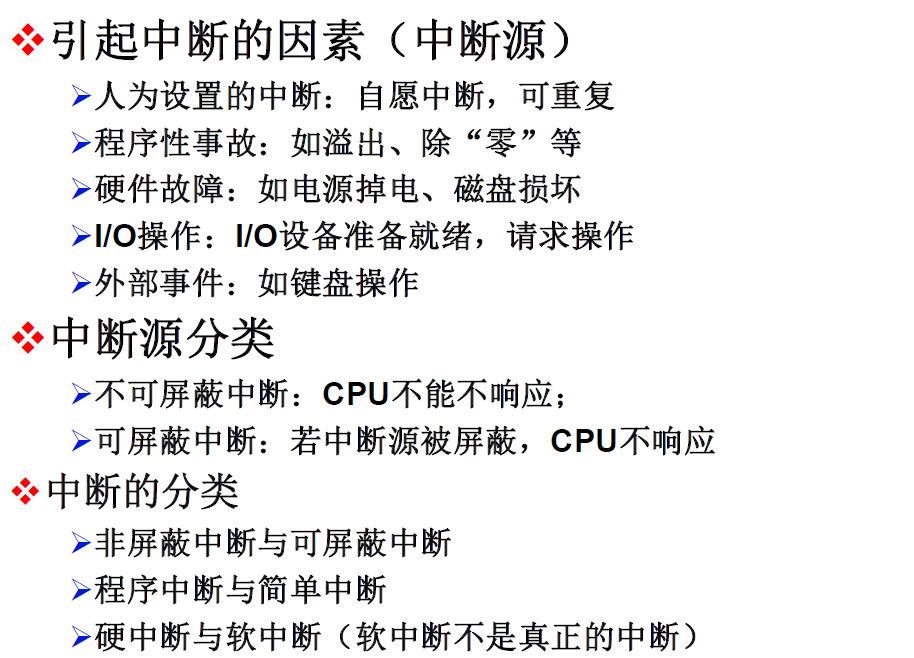 引起中断的因素（中断源）
人为设置的中断：自愿中断，可重复
程序性事故：如溢出、除“零”等
硬件故障：如电源掉电、磁盘损坏
I/O操作：I/O设备准备就绪，请求操作
外部事件：如键盘操作
中断源分类
不可屏蔽中断：CPU不能不响应；
可屏蔽中断：若中断源被屏蔽，CPU不响应
中断的分类
非屏蔽中断与可屏蔽中断
程序中断与简单中断
硬中断与软中断（软中断不是真正的中断）